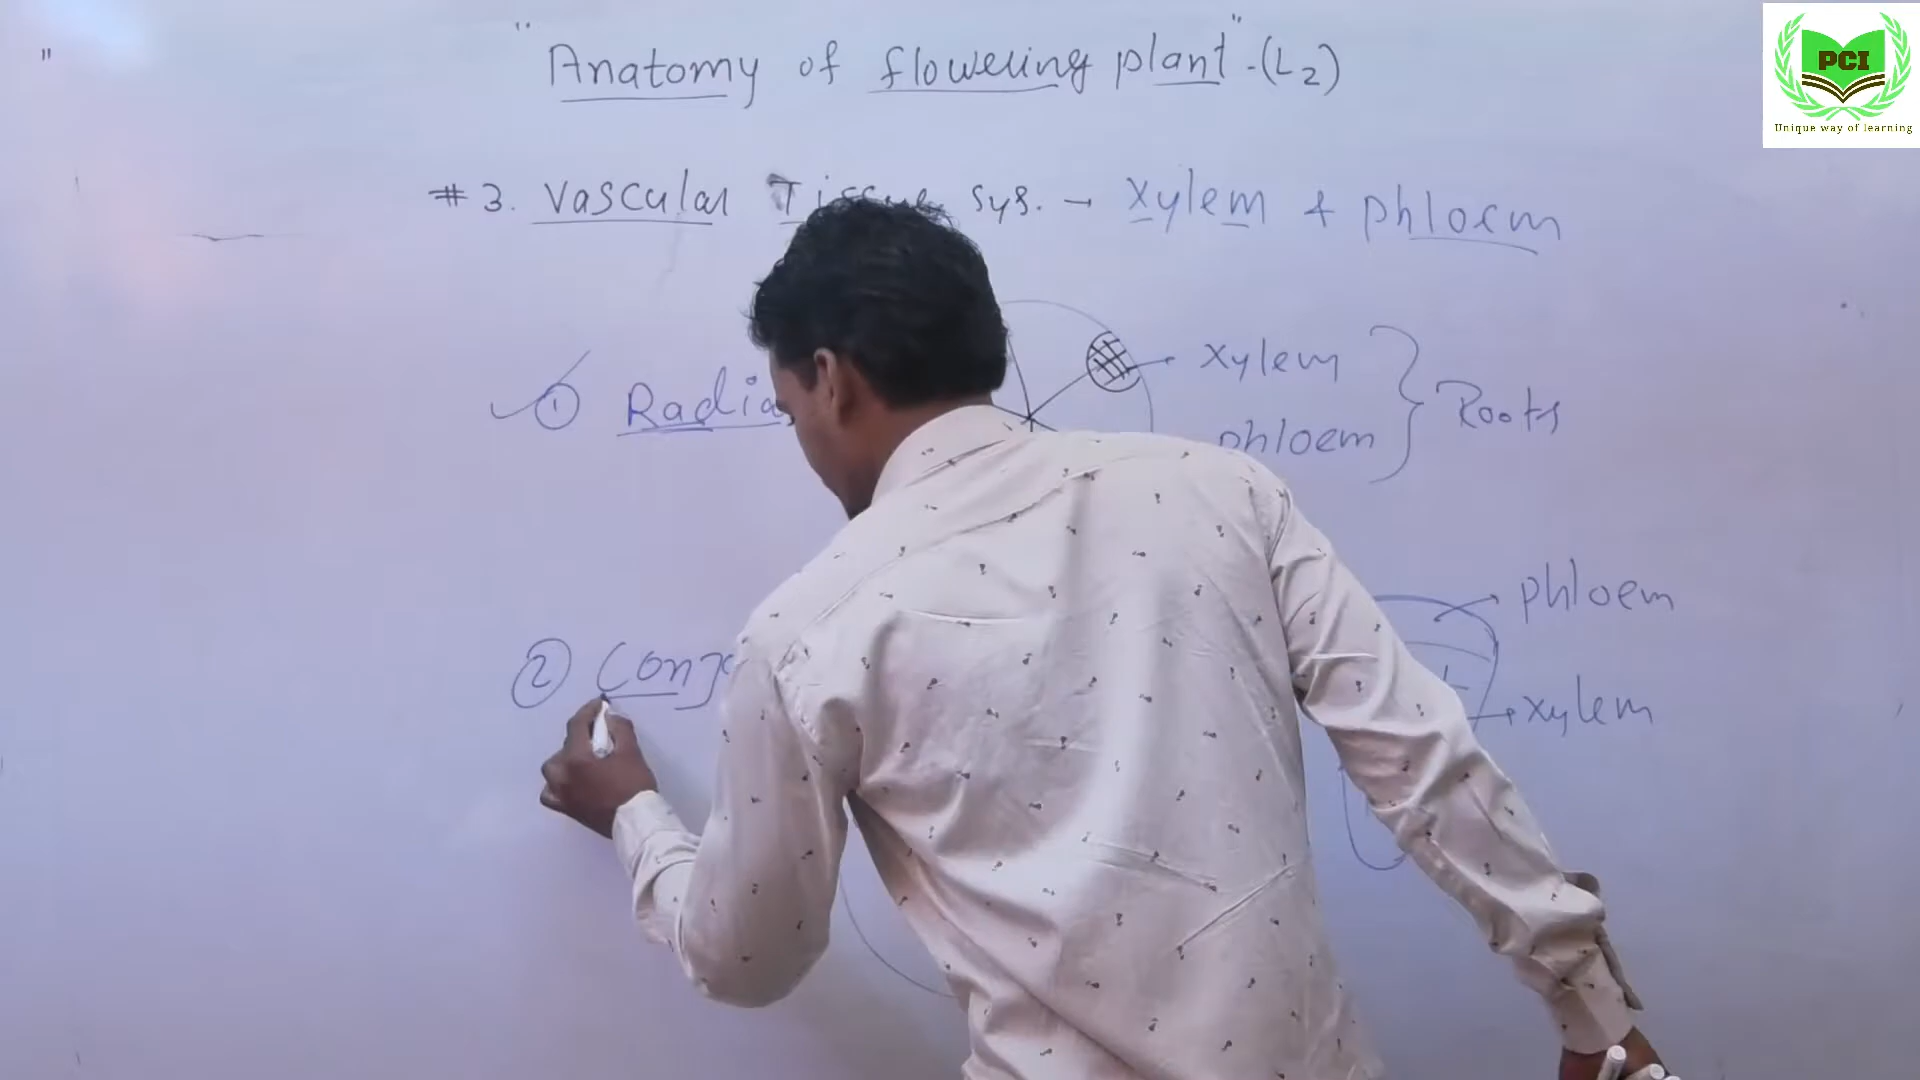 "Anatomy of flowering plant" - (L2)
PCI
Unique way of learning
# 3. Vascular Tissue sys. → Xylem + phloem
① Radia
xylem
phloem
Roots
② Conj
phloem
xylem